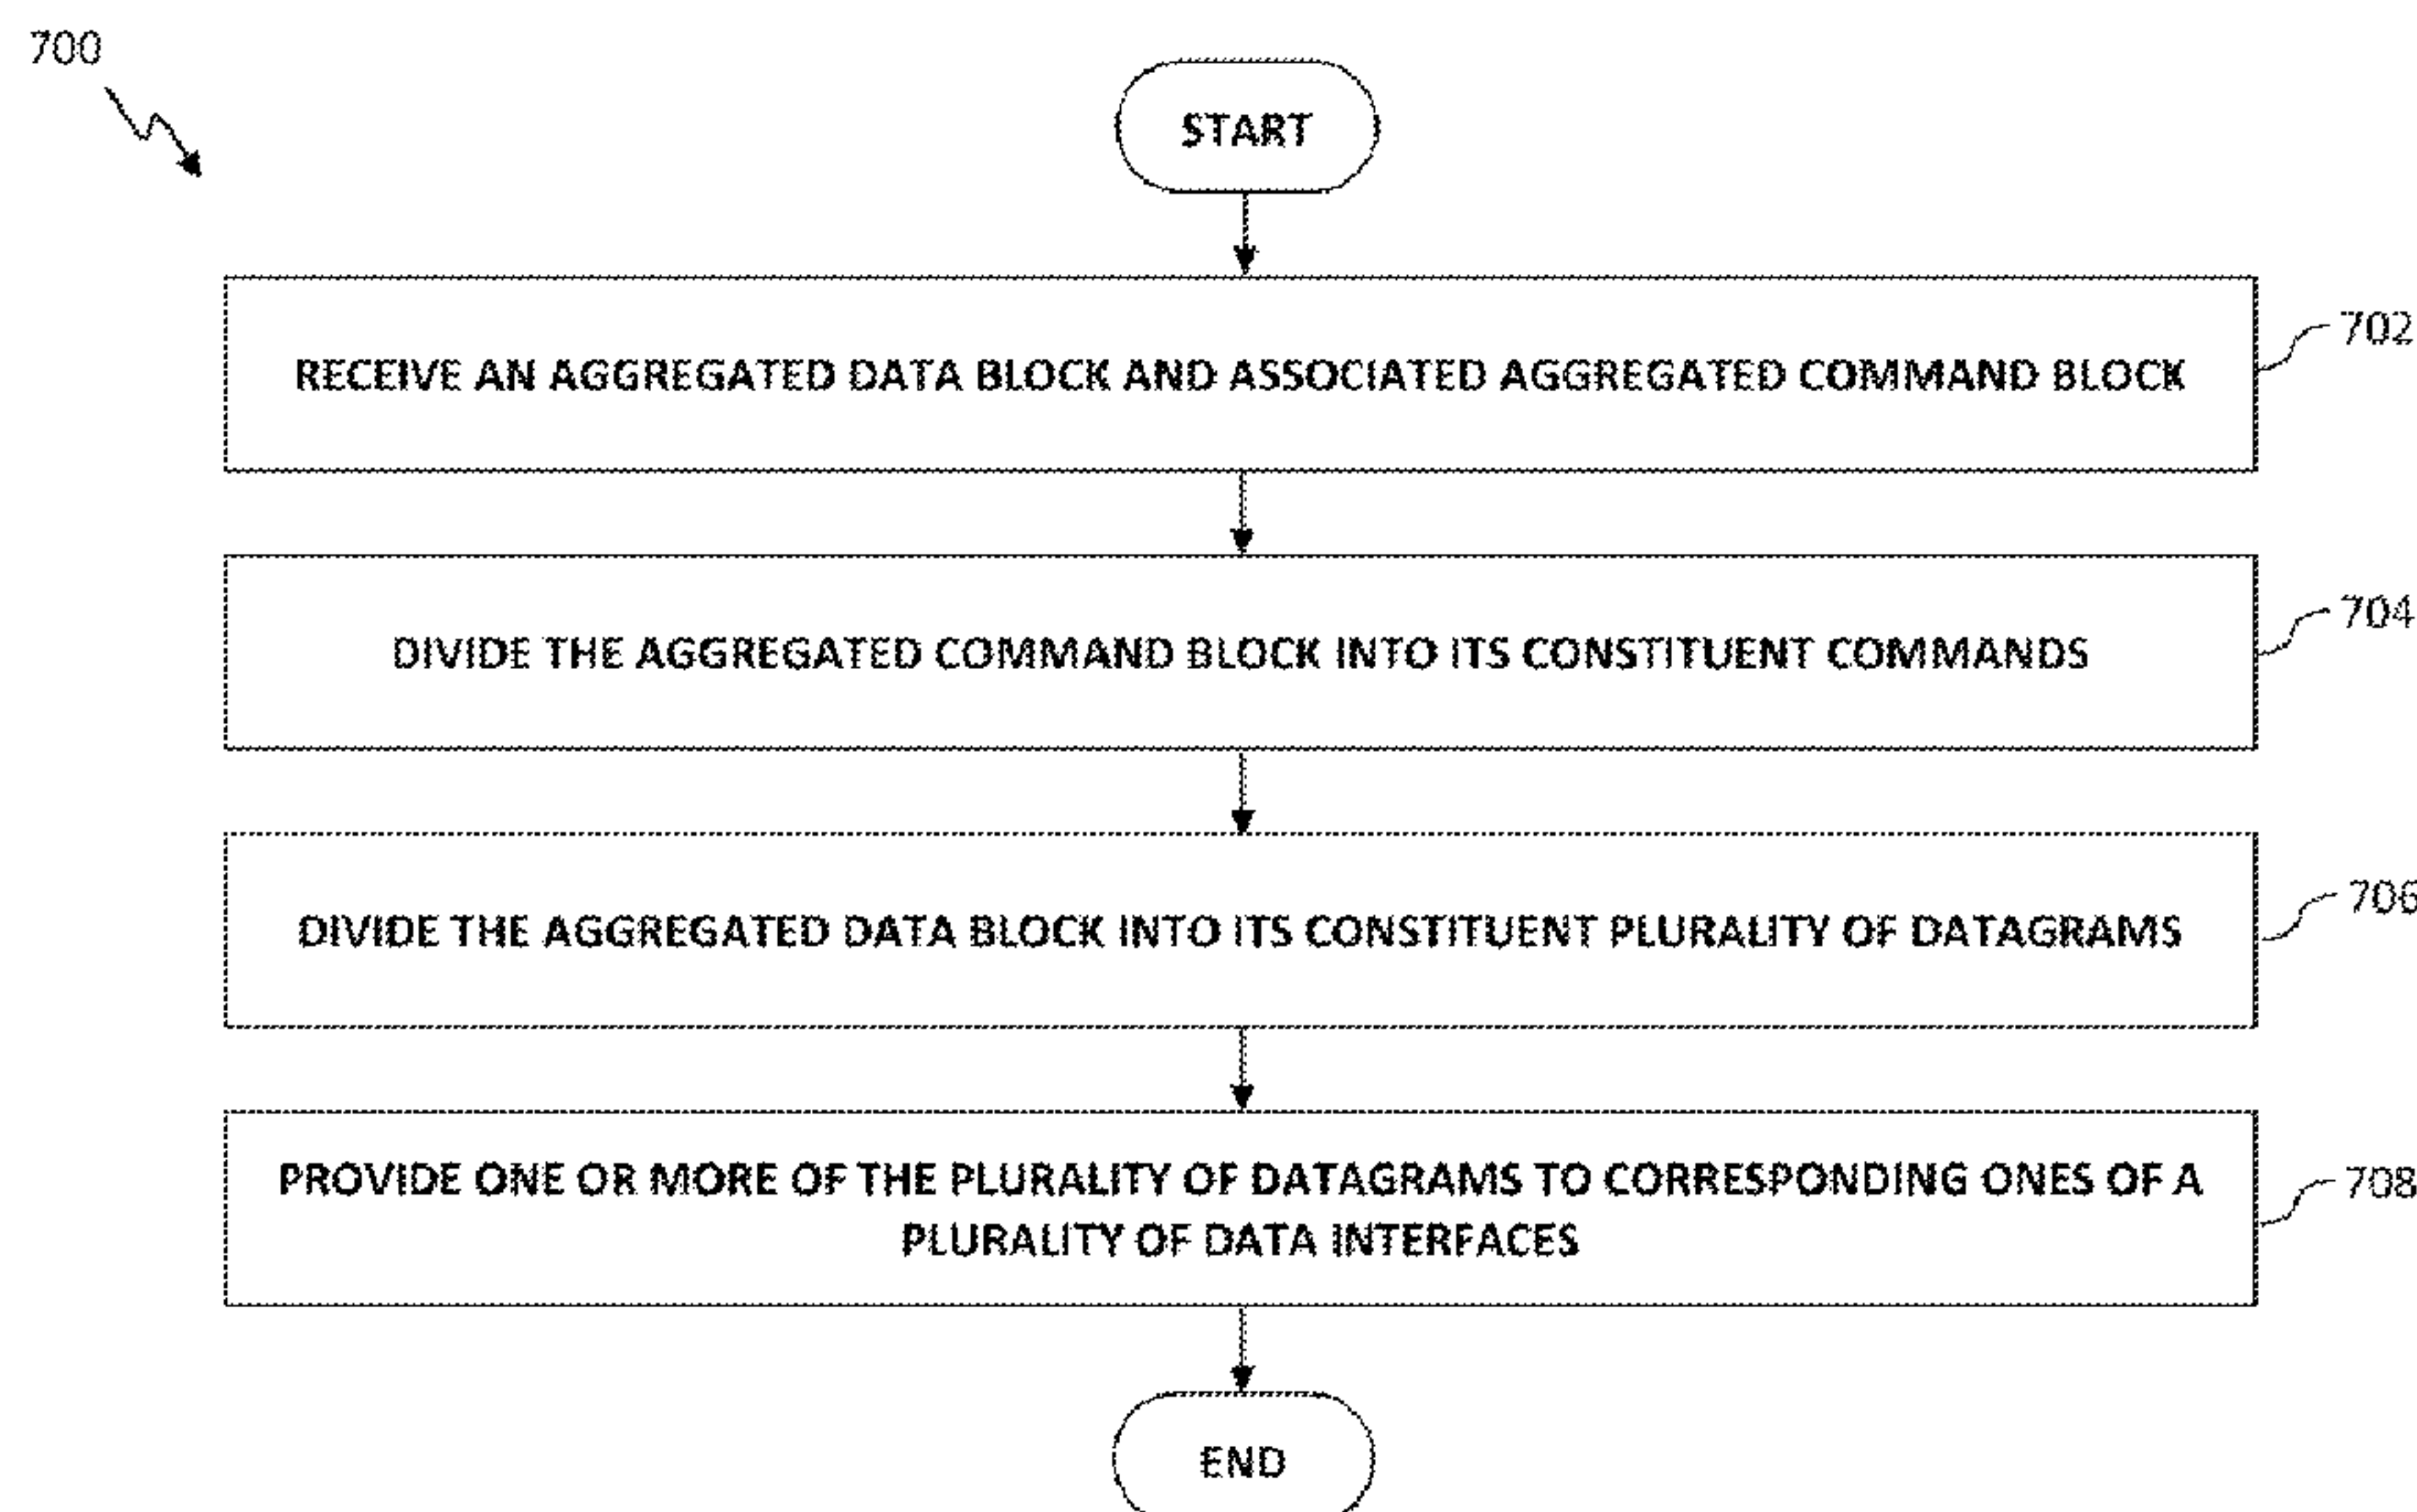 700
START
RECEIVE AN AGGREGATED DATA BLOCK AND ASSOCIATED AGGREGATED COMMAND BLOCK
702
DIVIDE THE AGGREGATED COMMAND BLOCK INTO ITS CONSTITUENT COMMANDS
704
DIVIDE THE AGGREGATED DATA BLOCK INTO ITS CONSTITUENT PLURALITY OF DATAGRAMS
706
PROVIDE ONE OR MORE OF THE PLURALITY OF DATAGRAMS TO CORRESPONDING ONES OF A
PLURALITY OF DATA INTERFACES
708
END